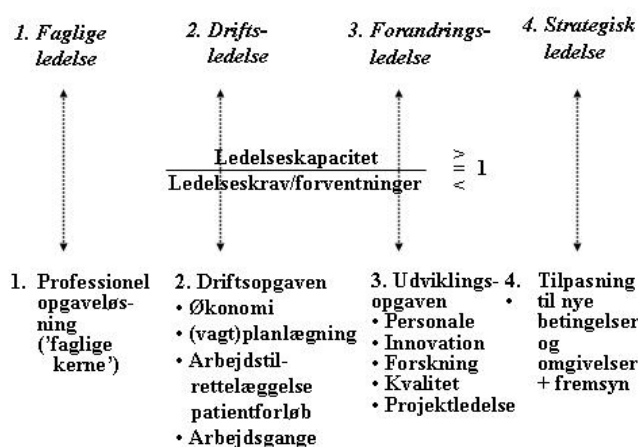 1. Faglige
ledelse
2. Drifts-
ledelse
3. Forandrings-
ledelse
4. Strategisk
ledelse
Ledelseskapacitet
Ledelseskrav/forventninger
>
=
<
1
1. Professionel
opgaveløs-
ning
('faglige
kerne')
2. Driftsopgaven
• Økonomi
• (vagt)planlægning
• Arbejdstil-
rettelæggelse
patientforløb
• Arbejdsgange
3. Udviklings-
opgaven
• Personale
• Innovation
• Forskning
• Kvalitet
• Projektledelse
4. Tilpasning
• til nye
betingelser
og
omgivelser
+ fremsyn